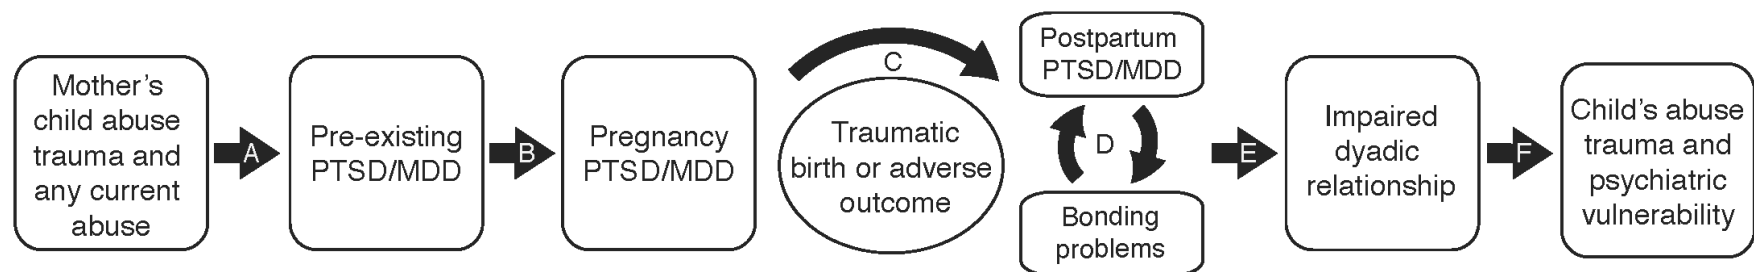 Mother’s
child abuse
trauma and
any current
abuse
A
Pre-existing
PTSD/MDD
B
Pregnancy
PTSD/MDD
C
Traumatic
birth or adverse
outcome
Postpartum
PTSD/MDD
D
Bonding
problems
E
Impaired
dyadic
relationship
F
Child’s abuse
trauma and
psychiatric
vulnerability